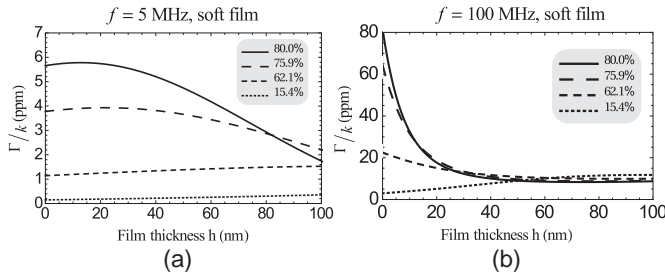 f = 5 MHz, soft film
7
6
5
4
3
2
1
0
Γ/k (ppm)
80.0%
75.9%
62.1%
15.4%
0 20 40 60 80 100
Film thickness h (nm)
(a)
f = 100 MHz, soft film
80
60
40
20
0
Γ/k (ppm)
80.0%
75.9%
62.1%
15.4%
0 20 40 60 80 100
Film thickness h (nm)
(b)